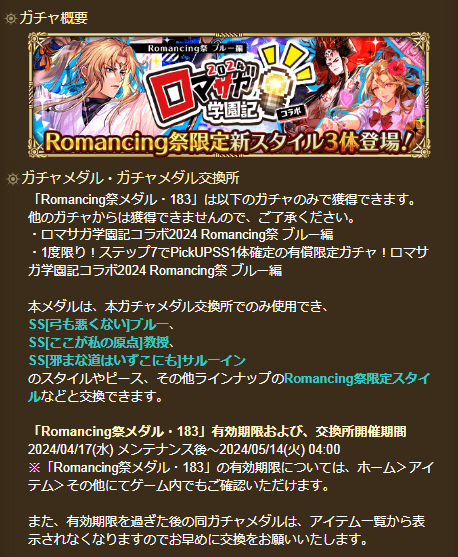 ガチャ概要
Romancing祭 ブルー編
2024
ロマサガ
学園記
コラボ
Romancing祭限定新スタイル3体登場!
ガチャメダル・ガチャメダル交換所
「Romancing祭メダル・183」は以下のガチャのみで獲得できます。
他のガチャからは獲得できませんので、ご了承ください。
・ロマサガ学園記コラボ2024 Romancing祭 ブルー編
・1度限り！ステップ7でPickUPSS1体確定の有償限定ガチャ！ロマサ
ガ学園記コラボ2024 Romancing祭 ブルー編
本メダルは、本ガチャメダル交換所でのみ使用でき、
SS[弓も悪くない]ブルー、
SS[ここが私の原点]教授、
SS[邪まな道はいずこにも]サルーイン
のスタイルやピース、その他ラインナップのRomancing祭限定スタイ
ルなどと交換できます。
「Romancing祭メダル・183」有効期限および、交換所開催期間
2024/04/17(水) メンテナンス後～2024/05/14(火) 04:00
※「Romancing祭メダル・183」の有効期限については、ホーム＞アイ
テム＞その他にてゲーム内でもご確認いただけます。
また、有効期限を過ぎた後の同ガチャメダルは、アイテム一覧から表
示されなくなりますのでお早めに交換をお願いいたします。